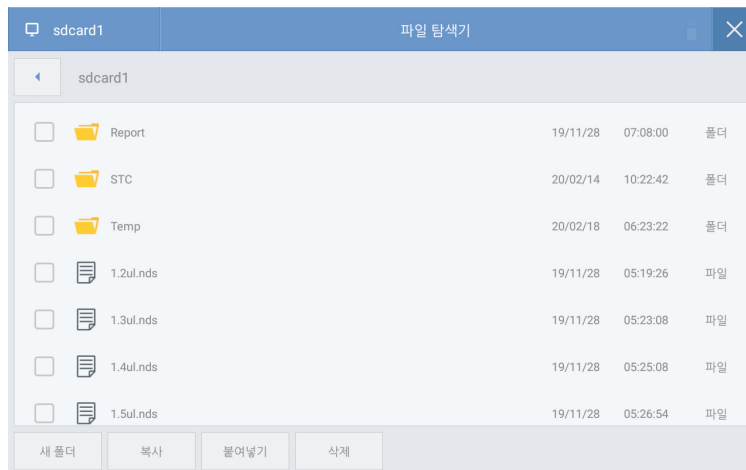 sdcard1 파일 탐색기
sdcard1
Report 19/11/28 07:08:00 폴더
STC 20/02/14 10:22:42 폴더
Temp 20/02/18 06:23:22 폴더
1.2ul.nds 19/11/28 05:19:26 파일
1.3ul.nds 19/11/28 05:23:08 파일
1.4ul.nds 19/11/28 05:25:08 파일
1.5ul.nds 19/11/28 05:26:54 파일
새 폴더 복사 붙여넣기 삭제